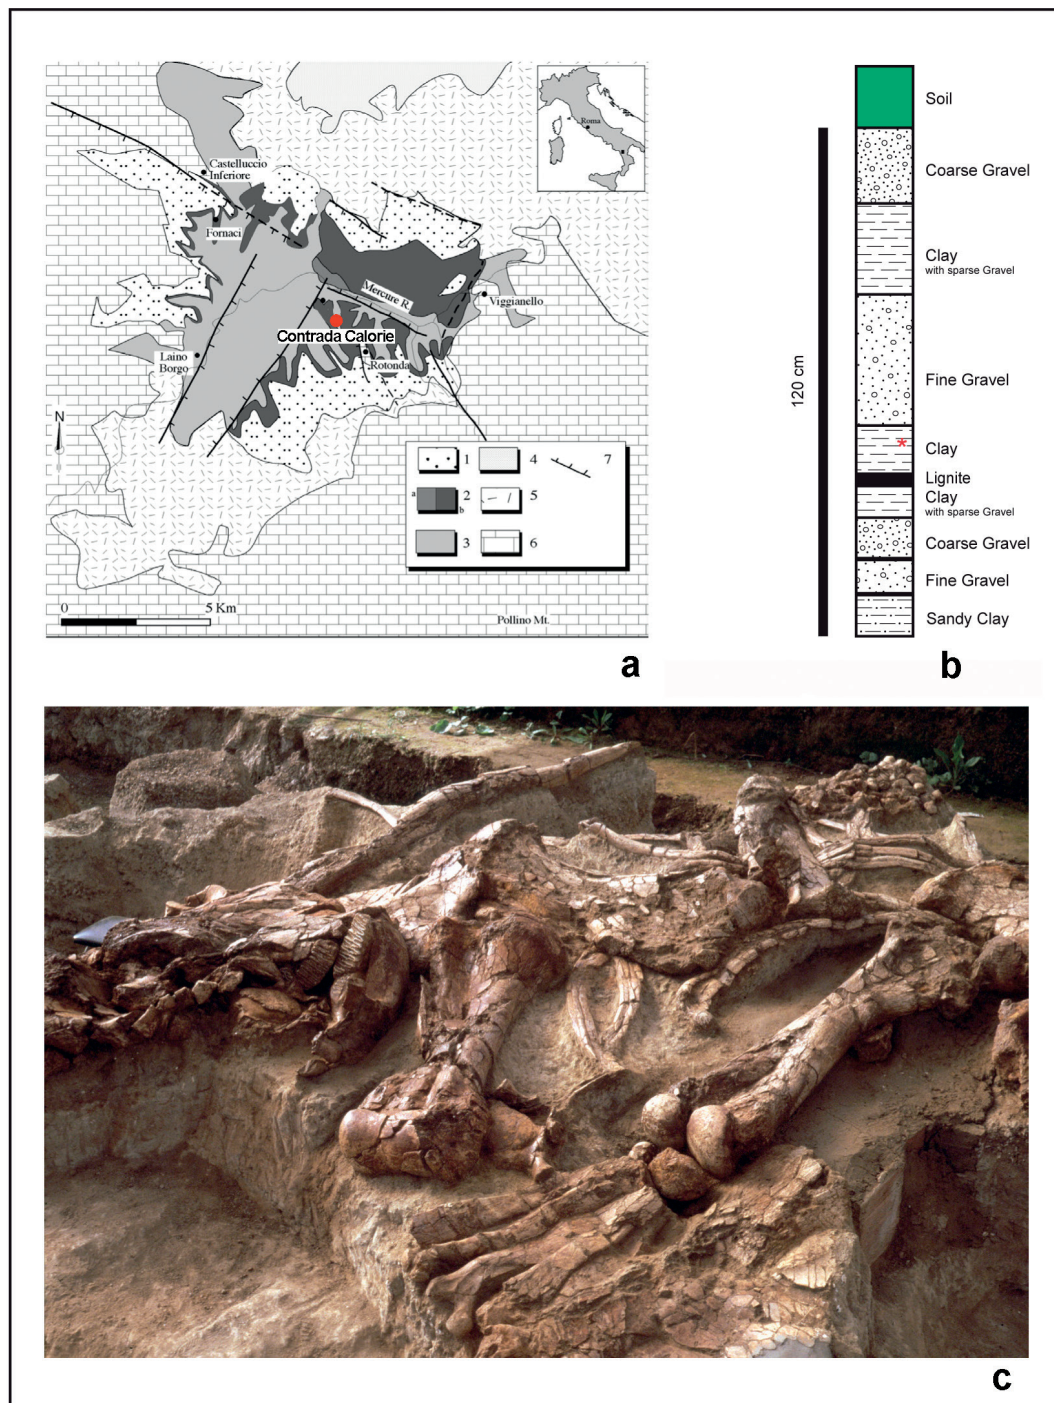 Roma
Castelluccio
Inferiore
Fornaci
Mercure R.
Viggianello
Contrada Calorie
Laino
Borgo
Rotonda
N
1
4
7
a
2
b
5
3
6
0
5 Km
Pollino Mt.
a
120 cm
Soil
Coarse Gravel
Clay
with sparse Gravel
Fine Gravel
*
Clay
Lignite
Clay
with sparse Gravel
Coarse Gravel
Fine Gravel
Sandy Clay
b
c